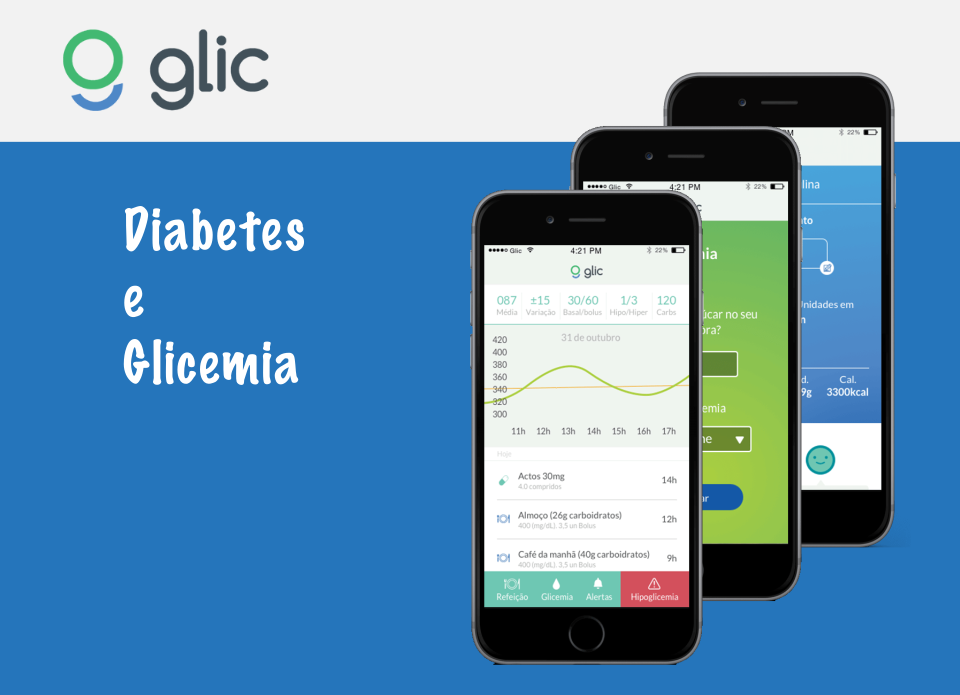 glic
Diabetes
e
Glicemia
Glic 4:21 PM 22%
glic
087 ±15 30/60 1/3 120
Média Variação Basal/bolus Hipo/Hiper Carbs
31 de outubro
420
400
380
360
340
320
300
11h 12h 13h 14h 15h 16h 17h
Hoje
Actos 30mg 14h
4.0 compridos
Almoço (26g carboidratos) 12h
400 (mg/dL). 3,5 un Bolus
Café da manhã (40g carboidratos) 9h
400 (mg/dL). 3,5 un Bolus
Refeição Glicemia Alertas Hipoglicemia
Glic 4:21 PM 22%
c
ia
úcar no seu
ora?
emia
ne
ar
M 22%
lina
nto
Unidades em
m
d. Cal.
9g 3300kcal